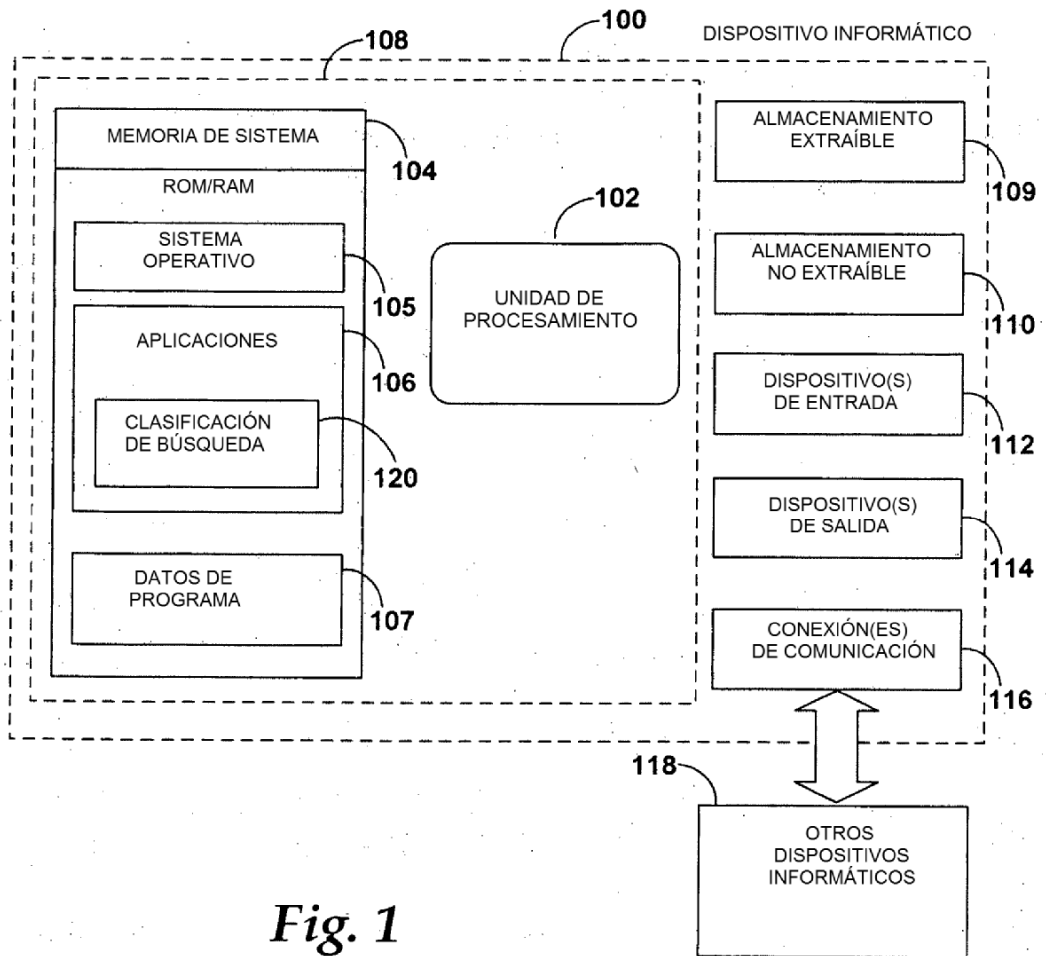 100
DISPOSITIVO INFORMÁTICO
108
MEMORIA DE SISTEMA
104
ROM/RAM
SISTEMA
OPERATIVO
105
APLICACIONES
106
CLASIFICACIÓN
DE BÚSQUEDA
120
DATOS DE
PROGRAMA
107
102
UNIDAD DE
PROCESAMIENTO
ALMACENAMIENTO
EXTRAÍBLE
109
ALMACENAMIENTO
NO EXTRAÍBLE
110
DISPOSITIVO(S)
DE ENTRADA
112
DISPOSITIVO(S)
DE SALIDA
114
CONEXIÓN(ES)
DE COMUNICACIÓN
116
118
OTROS
DISPOSITIVOS
INFORMÁTICOS
Fig. 1